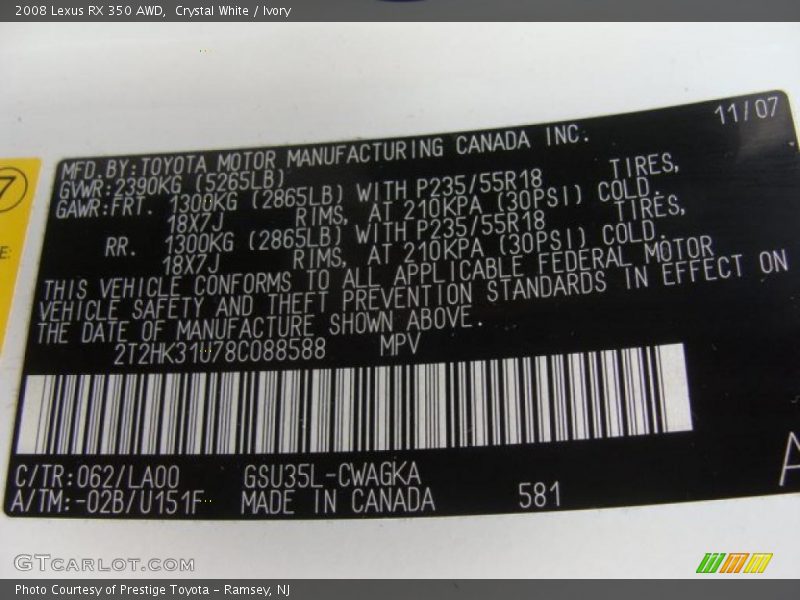 2008 Lexus RX 350 AWD,  Crystal White / Ivory
11/07
MFD.BY:TOYOTA MOTOR MANUFACTURING CANADA INC.
GVWR:2390KG (5265LB)
GAWR:FRT. 1300KG (2865LB) WITH P235/55R18 TIRES,
18X7J RIMS, AT 210KPA (30PSI) COLD.
RR. 1300KG (2865LB) WITH P235/55R18 TIRES,
18X7J RIMS, AT 210KPA (30PSI) COLD.
THIS VEHICLE CONFORMS TO ALL APPLICABLE FEDERAL MOTOR
VEHICLE SAFETY AND THEFT PREVENTION STANDARDS IN EFFECT ON
THE DATE OF MANUFACTURE SHOWN ABOVE.
2T2HK31U78C088588 MPV
C/TR:062/LA00 GSU35L-CWAGKA
A/TM:-02B/U151F MADE IN CANADA 581
A
7
E:
GTCARLOT.COM
Photo Courtesy of Prestige Toyota - Ramsey, NJ